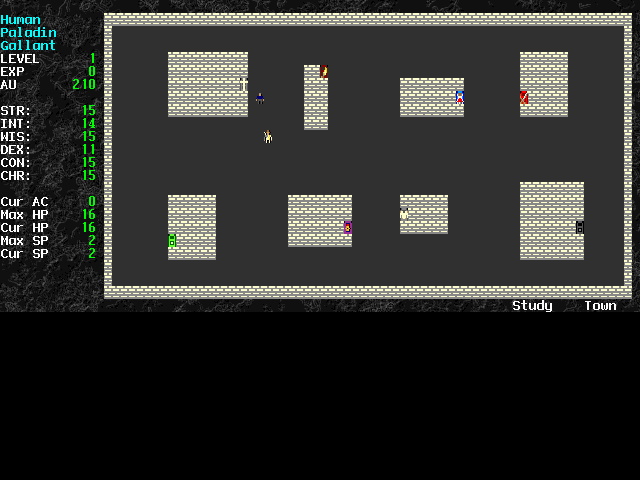 Human
Paladin
Gallant
LEVEL 1
EXP 0
AU 210
STR: 15
INT: 14
WIS: 15
DEX: 11
CON: 15
CHR: 15
Cur AC 0
Max HP 16
Cur HP 16
Max SP 2
Cur SP 2
Study Town